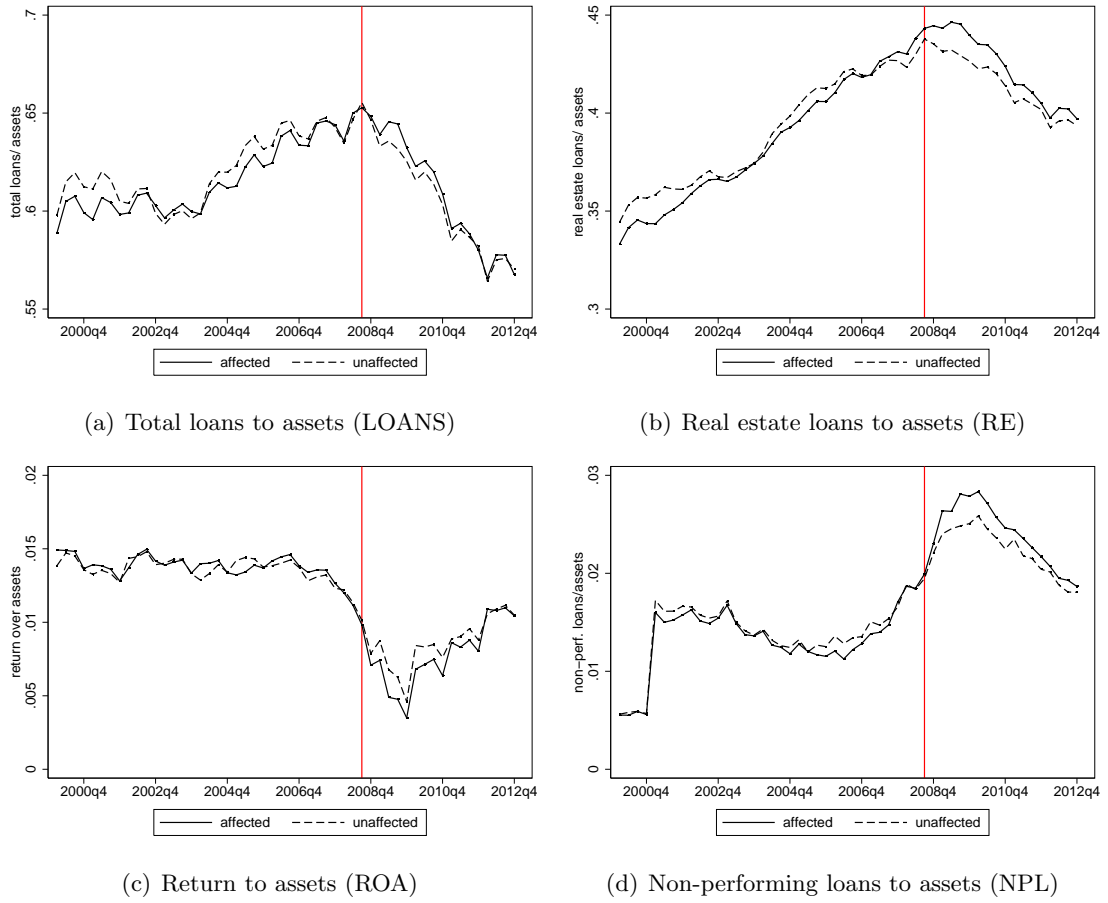 .7
.65
.6
.55
total loans/ assets
2000q4 2002q4 2004q4 2006q4 2008q4 2010q4 2012q4
affected unaffected
(a) Total loans to assets (LOANS)
.45
.4
.35
.3
real estate loans/ assets
2000q4 2002q4 2004q4 2006q4 2008q4 2010q4 2012q4
affected unaffected
(b) Real estate loans to assets (RE)
.02
.015
.01
.005
0
return over assets
2000q4 2002q4 2004q4 2006q4 2008q4 2010q4 2012q4
affected unaffected
(c) Return to assets (ROA)
.03
.02
.01
0
non−perf. loans/assets
2000q4 2002q4 2004q4 2006q4 2008q4 2010q4 2012q4
affected unaffected
(d) Non-performing loans to assets (NPL)